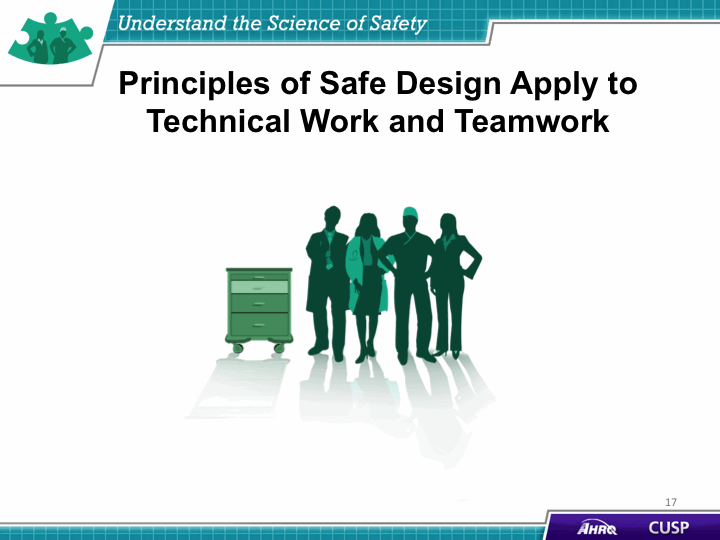 Understand the Science of Safety
Principles of Safe Design Apply to
Technical Work and Teamwork
17
AHRQ
CUSP